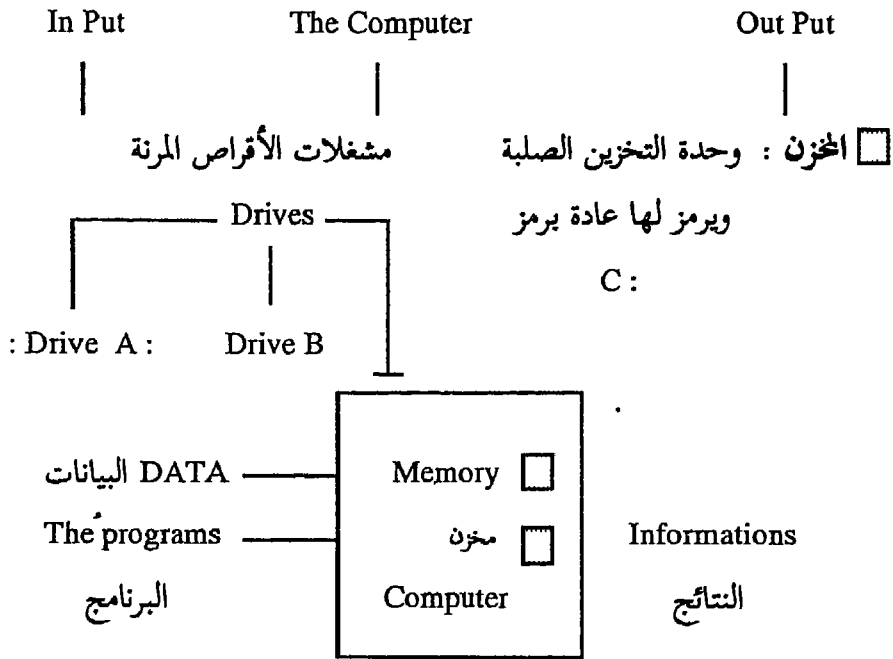 In Put The Computer Out Put
المخزن : وحدة التخزين الصلبة
مشغلات الأقراص المرنة
ويرمز لها عادة برمز
C :
Drives
: Drive A : Drive B
DATA البيانات
Memory
The programs
مخزن
Informations
البرنامج
Computer
النتائج